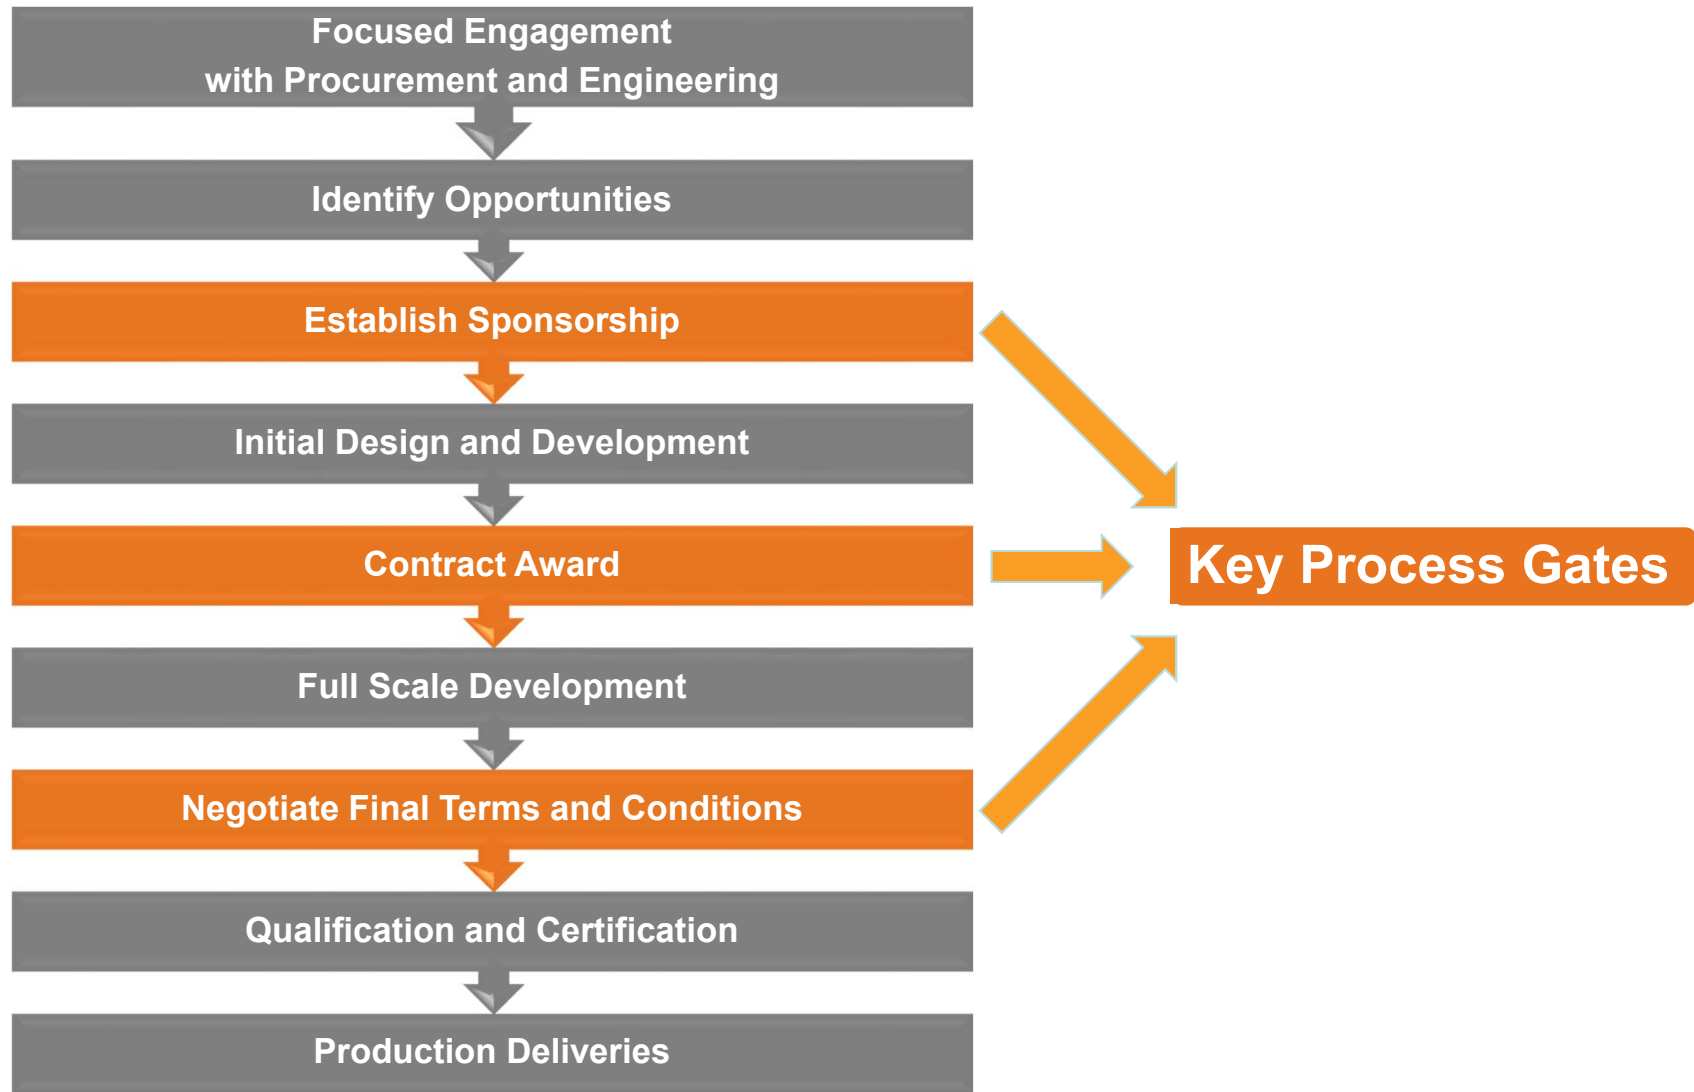 Focused Engagement
with Procurement and Engineering
Identify Opportunities
Establish Sponsorship
Initial Design and Development
Contract Award
Key Process Gates
Full Scale Development
Negotiate Final Terms and Conditions
Qualification and Certification
Production Deliveries